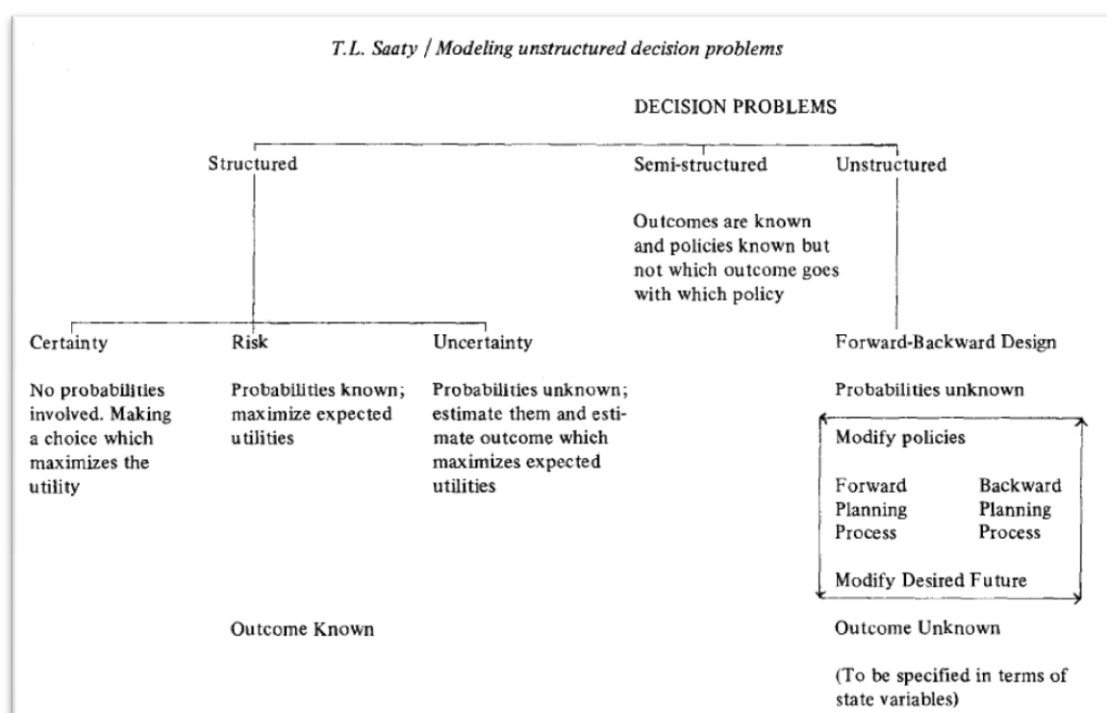 T.L. Saaty / Modeling unstructured decision problems
DECISION PROBLEMS
Structured
Semi-structured
Unstructured
Outcomes are known
and policies known but
not which outcome goes
with which policy
Certainty
Risk
Uncertainty
Forward-Backward Design
No probabilities
involved. Making
a choice which
maximizes the
utility
Probabilities known;
maximize expected
utilities
Probabilities unknown;
estimate them and esti-
mate outcome which
maximizes expected
utilities
Probabilities unknown
Modify policies
Forward
Planning
Process
Backward
Planning
Process
Modify Desired Future
Outcome Known
Outcome Unknown
(To be specified in terms of
state variables)